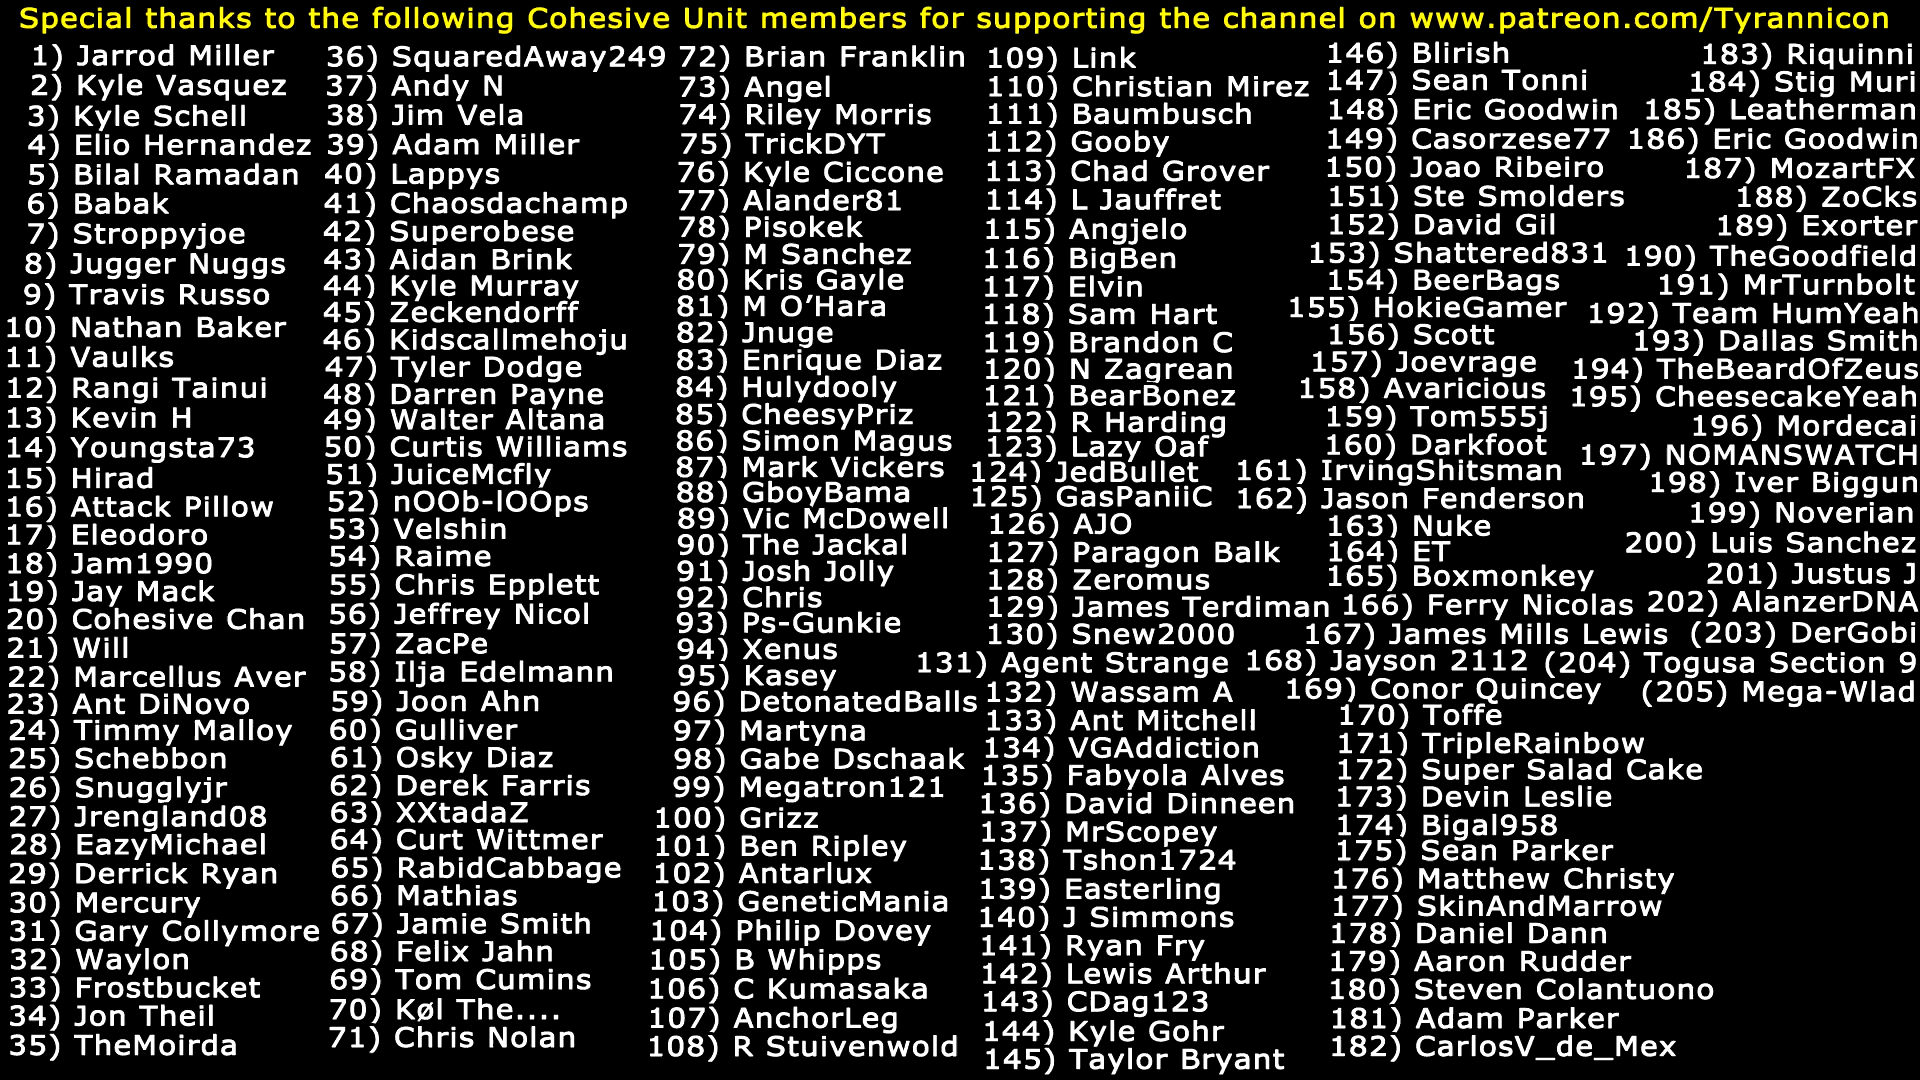 Special thanks to the following Cohesive Unit members for supporting the channel on www.patreon.com/Tyrannicon
1) Jarrod Miller
2) Kyle Vasquez
3) Kyle Schell
4) Elio Hernandez
5) Bilal Ramadan
6) Babak
7) Stroppyjoe
8) Jugger Nuggs
9) Travis Russo
10) Nathan Baker
11) Vaulks
12) Rangi Tainui
13) Kevin H
14) Youngsta73
15) Hirad
16) Attack Pillow
17) Eleodoro
18) Jam1990
19) Jay Mack
20) Cohesive Chan
21) Will
22) Marcellus Aver
23) Ant DiNovo
24) Timmy Malloy
25) Schebbon
26) Snugglyjr
27) Jrengland08
28) EazyMichael
29) Derrick Ryan
30) Mercury
31) Gary Collymore
32) Waylon
33) Frostbucket
34) Jon Theil
35) TheMoirda
36) SquaredAway249
37) Andy N
38) Jim Vela
39) Adam Miller
40) Lappys
41) Chaosdachamp
42) Superobese
43) Aidan Brink
44) Kyle Murray
45) Zeckendorff
46) Kidscallmehoju
47) Tyler Dodge
48) Darren Payne
49) Walter Altana
50) Curtis Williams
51) JuiceMcfly
52) nOOb-lOOps
53) Velshin
54) Raime
55) Chris Epplett
56) Jeffrey Nicol
57) ZacPe
58) Ilja Edelmann
59) Joon Ahn
60) Gulliver
61) Osky Diaz
62) Derek Farris
63) XXtadaZ
64) Curt Wittmer
65) RabidCabbage
66) Mathias
67) Jamie Smith
68) Felix Jahn
69) Tom Cumins
70) Køl The....
71) Chris Nolan
72) Brian Franklin
73) Angel
74) Riley Morris
75) TrickDYT
76) Kyle Ciccone
77) Alander81
78) Pisokek
79) M Sanchez
80) Kris Gayle
81) M O'Hara
82) Jnuge
83) Enrique Diaz
84) Hulydooly
85) CheesyPriz
86) Simon Magus
87) Mark Vickers
88) GboyBama
89) Vic McDowell
90) The Jackal
91) Josh Jolly
92) Chris
93) Ps-Gunkie
94) Xenus
95) Kasey
96) DetonatedBalls
97) Martyna
98) Gabe Dschaak
99) Megatron121
100) Grizz
101) Ben Ripley
102) Antarlux
103) GeneticMania
104) Philip Dovey
105) B Whipps
106) C Kumasaka
107) AnchorLeg
108) R Stuivenwold
109) Link
110) Christian Mirez
111) Baumbusch
112) Gooby
113) Chad Grover
114) L Jauffret
115) Angjelo
116) BigBen
117) Elvin
118) Sam Hart
119) Brandon C
120) N Zagrean
121) BearBonez
122) R Harding
123) Lazy Oaf
124) JedBullet
125) GasPaniiC
126) AJO
127) Paragon Balk
128) Zeromus
129) James Terdiman
130) Snew2000
131) Agent Strange
132) Wassam A
133) Ant Mitchell
134) VGAddiction
135) Fabyola Alves
136) David Dinneen
137) MrScopey
138) Tshon1724
139) Easterling
140) J Simmons
141) Ryan Fry
142) Lewis Arthur
143) CDag123
144) Kyle Gohr
145) Taylor Bryant
146) Blirish
147) Sean Tonni
148) Eric Goodwin
149) Casorzese77
150) Joao Ribeiro
151) Ste Smolders
152) David Gil
153) Shattered831
154) BeerBags
155) HokieGamer
156) Scott
157) Joevrage
158) Avaricious
159) Tom555j
160) Darkfoot
161) IrvingShitsman
162) Jason Fenderson
163) Nuke
164) ET
165) Boxmonkey
166) Ferry Nicolas
167) James Mills Lewis
168) Jayson 2112
169) Conor Quincey
170) Toffe
171) TripleRainbow
172) Super Salad Cake
173) Devin Leslie
174) Bigal958
175) Sean Parker
176) Matthew Christy
177) SkinAndMarrow
178) Daniel Dann
179) Aaron Rudder
180) Steven Colantuono
181) Adam Parker
182) CarlosV_de_Mex
183) Riquinni
184) Stig Muri
185) Leatherman
186) Eric Goodwin
187) MozartFX
188) ZoCks
189) Exorter
190) TheGoodfield
191) MrTurnbolt
192) Team HumYeah
193) Dallas Smith
194) TheBeardOfZeus
195) CheesecakeYeah
196) Mordecai
197) NOMANSWATCH
198) Iver Biggun
199) Noverian
200) Luis Sanchez
201) Justus J
202) AlanzerDNA
(203) DerGobi
(204) Togusa Section 9
(205) Mega-Wlad